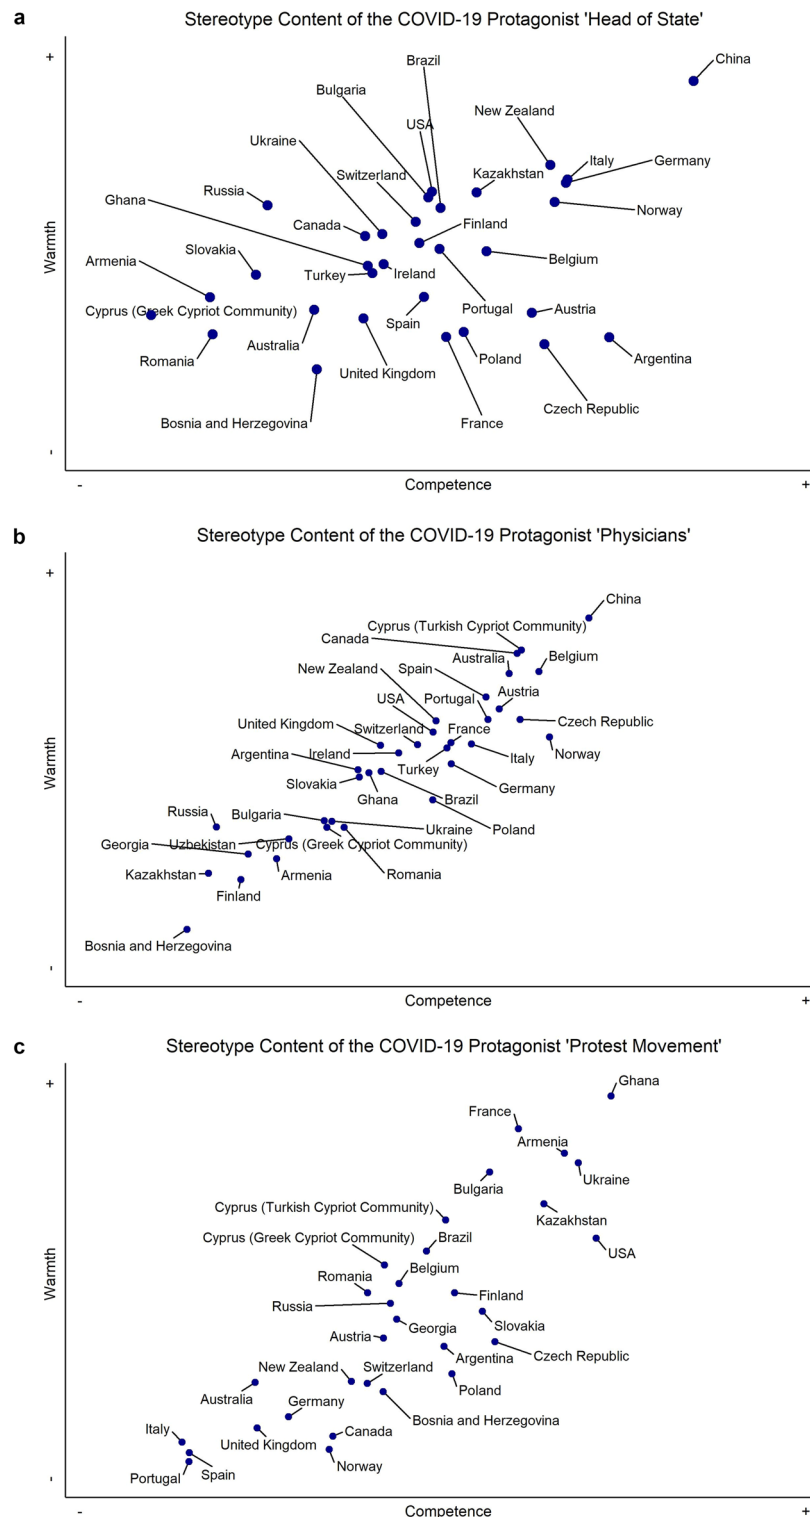 a
Stereotype Content of the COVID-19 Protagonist 'Head of State'
+
Brazil
China
Bulgaria
New Zealand
USA
Ukraine
Italy
Germany
Switzerland
Kazakhstan
Russia
Ghana
Norway
Canada
Finland
Slovakia
Belgium
Armenia
Turkey
Ireland
Warmth
Portugal
Austria
Cyprus (Greek Cypriot Community)
Spain
Australia
Romania
United Kingdom
Poland
Argentina
Czech Republic
Bosnia and Herzegovina
France
-
-
Competence
+
b
Stereotype Content of the COVID-19 Protagonist 'Physicians'
+
China
Cyprus (Turkish Cypriot Community)
Canada
Australia
Belgium
New Zealand
Spain
Austria
USA
Portugal
United Kingdom
Switzerland
France
Czech Republic
Argentina
Ireland
Italy
Norway
Warmth
Turkey
Slovakia
Germany
Ghana
Brazil
Russia
Bulgaria
Ukraine
Poland
Georgia
Uzbekistan
Cyprus (Greek Cypriot Community)
Kazakhstan
Armenia
Romania
Finland
Bosnia and Herzegovina
-
-
Competence
+
c
Stereotype Content of the COVID-19 Protagonist 'Protest Movement'
+
Ghana
France
Armenia
Ukraine
Bulgaria
Cyprus (Turkish Cypriot Community)
Kazakhstan
Cyprus (Greek Cypriot Community)
Brazil
USA
Warmth
Belgium
Romania
Finland
Russia
Georgia
Slovakia
Austria
Argentina
Czech Republic
New Zealand
Switzerland
Poland
Australia
Germany
Bosnia and Herzegovina
Italy
United Kingdom
Canada
Portugal
Spain
Norway
-
-
Competence
+